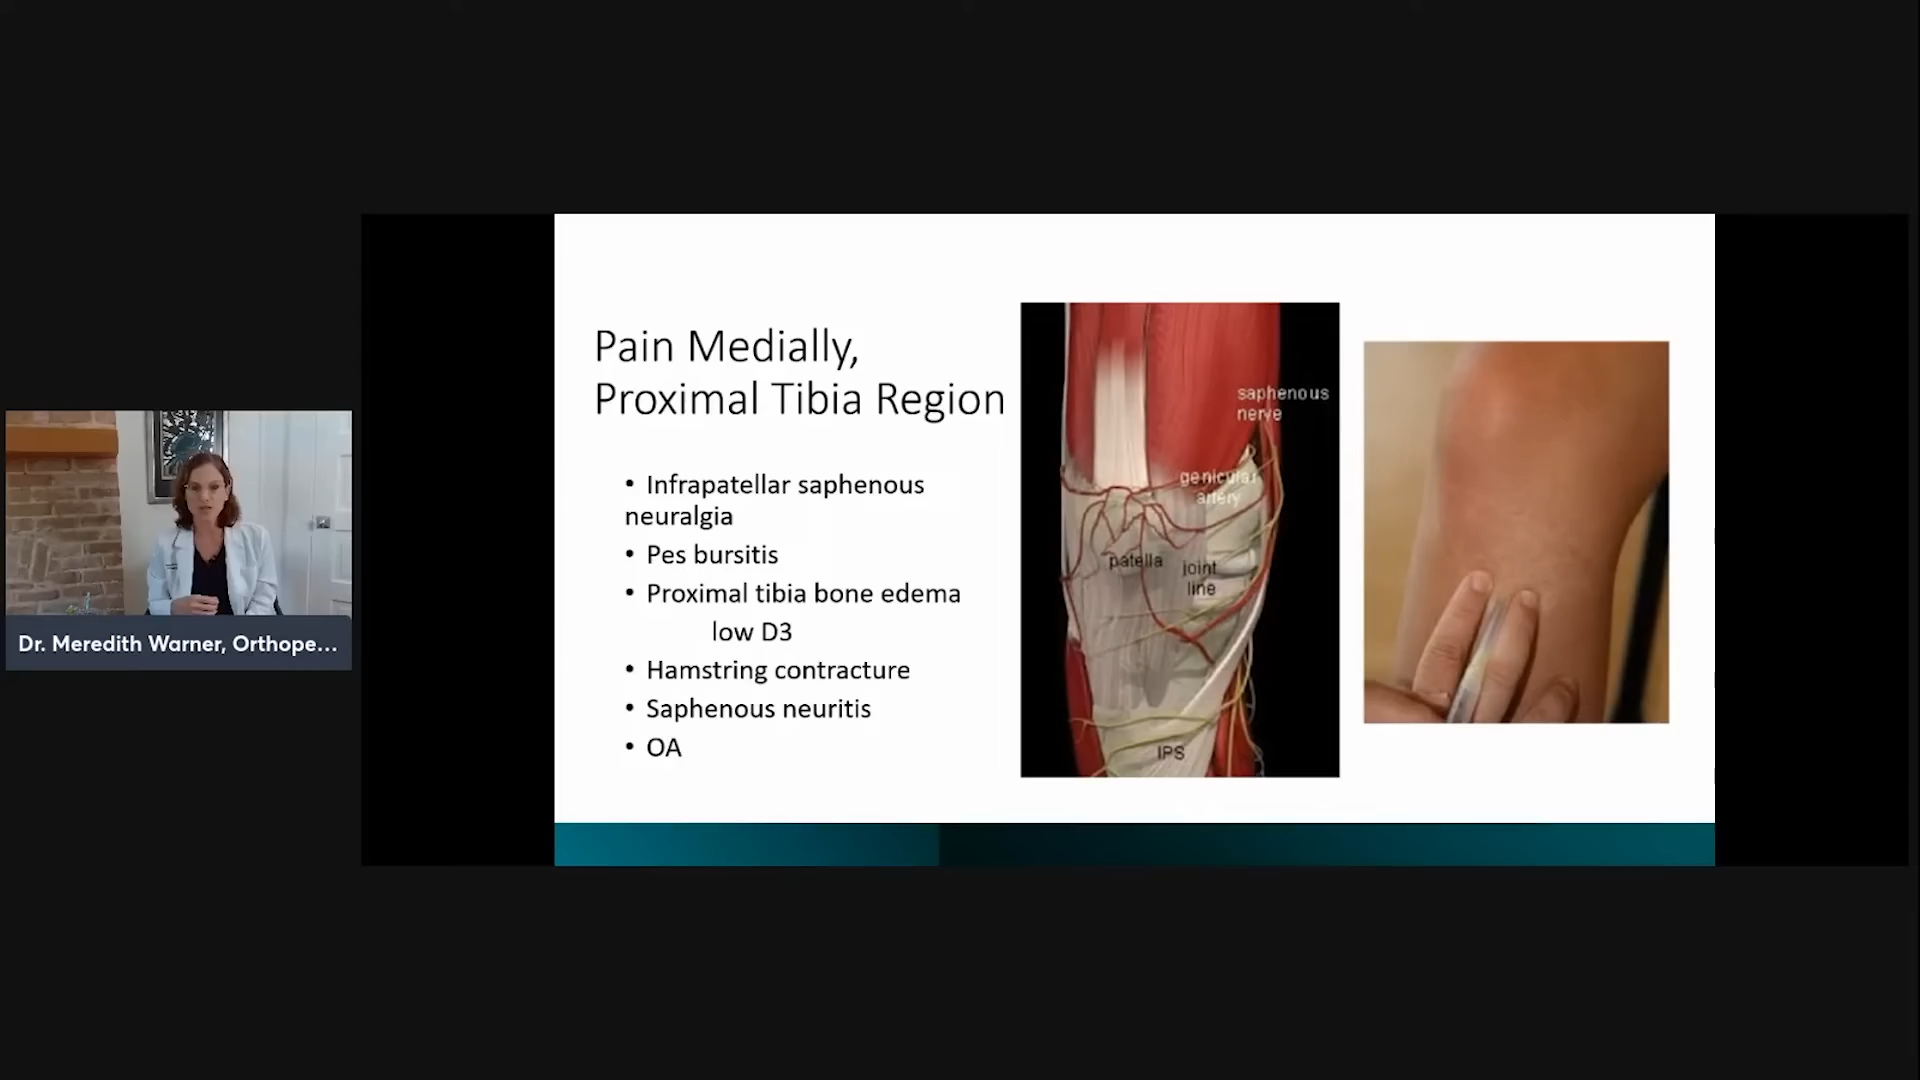 Pain Medially,
Proximal Tibia Region
• Infrapatellar saphenous
neuralgia
• Pes bursitis
• Proximal tibia bone edema
low D3
• Hamstring contracture
• Saphenous neuritis
• OA
saphenous
nerve
genicular
artery
patella
joint
line
IPS
Dr. Meredith Warner, Orthope...